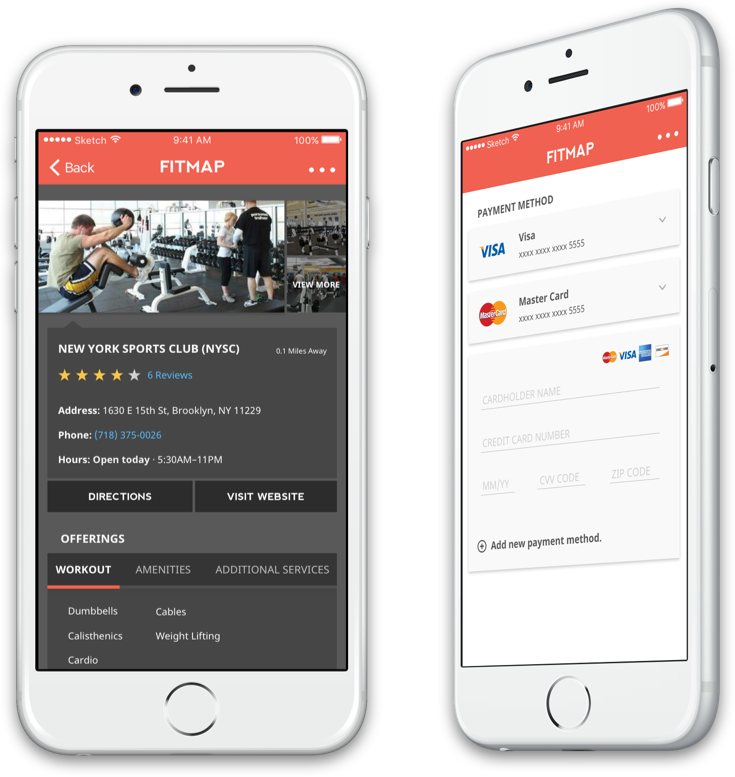 Sketch 9:41 AM 100%
Back FITMAP
VIEW MORE
NEW YORK SPORTS CLUB (NYSC) 0.1 Miles Away
6 Reviews
Address: 1630 E 15th St, Brooklyn, NY 11229
Phone: (718) 375-0026
Hours: Open today · 5:30AM–11PM
DIRECTIONS VISIT WEBSITE
OFFERINGS
WORKOUT AMENITIES ADDITIONAL SERVICES
Dumbbells Cables
Calisthenics Weight Lifting
Cardio
Sketch 9:41 AM 100%
FITMAP
PAYMENT METHOD
VISA Visa
xxxx xxxx xxxx 5555
MasterCard Master Card
xxxx xxxx xxxx 5555
VISA
CARDHOLDER NAME
CREDIT CARD NUMBER
MM/YY CVV CODE ZIP CODE
Add new payment method.